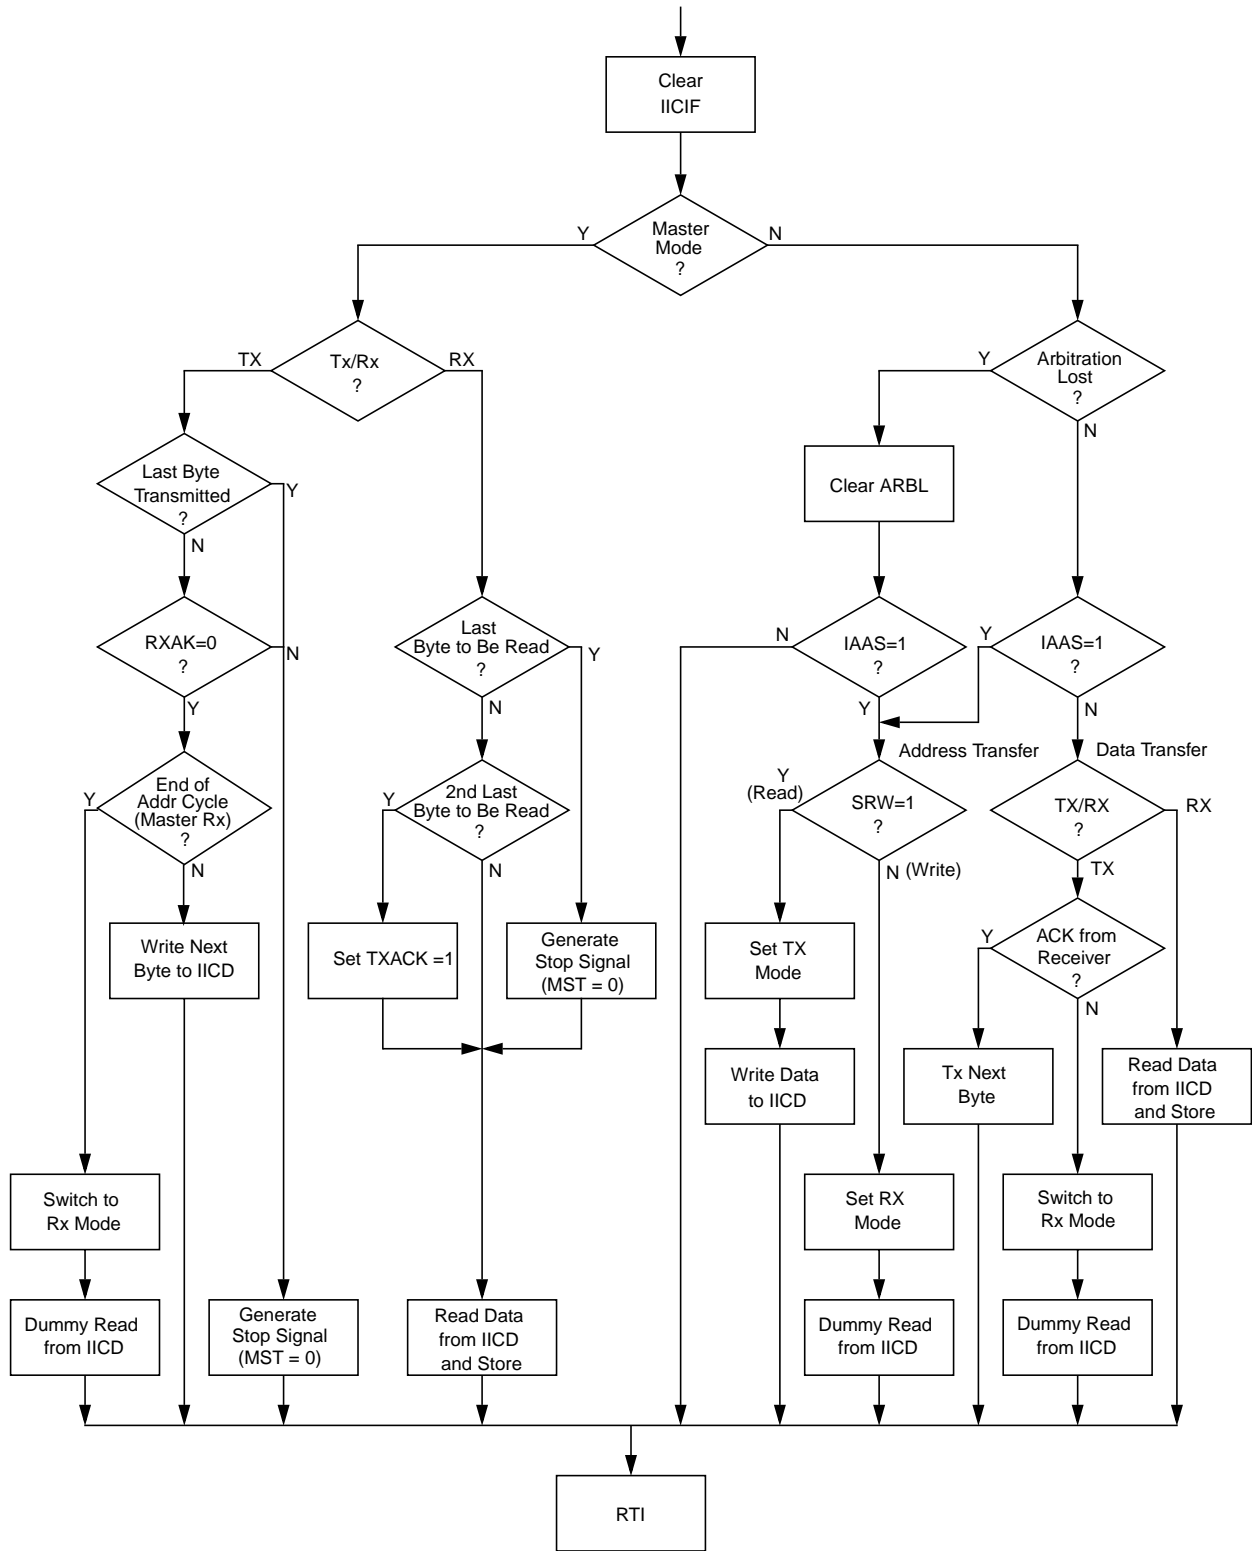 Clear
IICIF
Master
Mode
?
Y
N
Tx/Rx
?
TX
RX
Arbitration
Lost
?
Y
N
Last Byte
Transmitted
?
Y
N
Clear ARBL
RXAK=0
?
N
Y
Last
Byte to Be Read
?
Y
N
IAAS=1
?
N
Y
IAAS=1
?
Y
N
Address Transfer
Data Transfer
End of
Addr Cycle
(Master Rx)
?
Y
N
2nd Last
Byte to Be Read
?
Y
N
Y
(Read)
SRW=1
?
N (Write)
TX/RX
?
RX
TX
Write Next
Byte to IICD
Set TXACK =1
Generate
Stop Signal
(MST = 0)
Set TX
Mode
Y
ACK from
Receiver
?
N
Write Data
to IICD
Tx Next
Byte
Read Data
from IICD
and Store
Switch to
Rx Mode
Set RX
Mode
Switch to
Rx Mode
Dummy Read
from IICD
Generate
Stop Signal
(MST = 0)
Read Data
from IICD
and Store
Dummy Read
from IICD
Dummy Read
from IICD
RTI